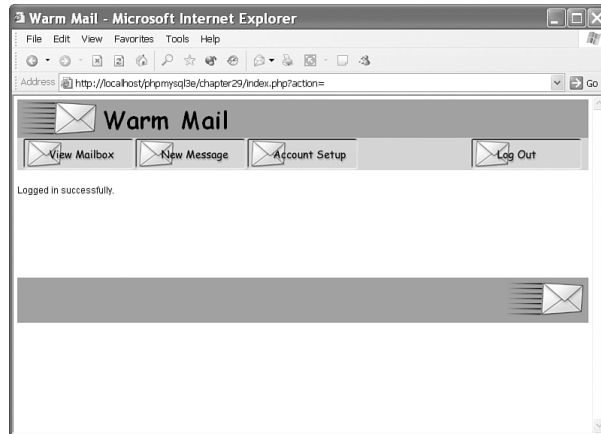 Warm Mail - Microsoft Internet Explorer
File Edit View Favorites Tools Help
Address http://localhost/phpmysql3e/chapter29/index.php?action= Go
Warm Mail
View Mailbox New Message Account Setup Log Out
Logged in successfully.